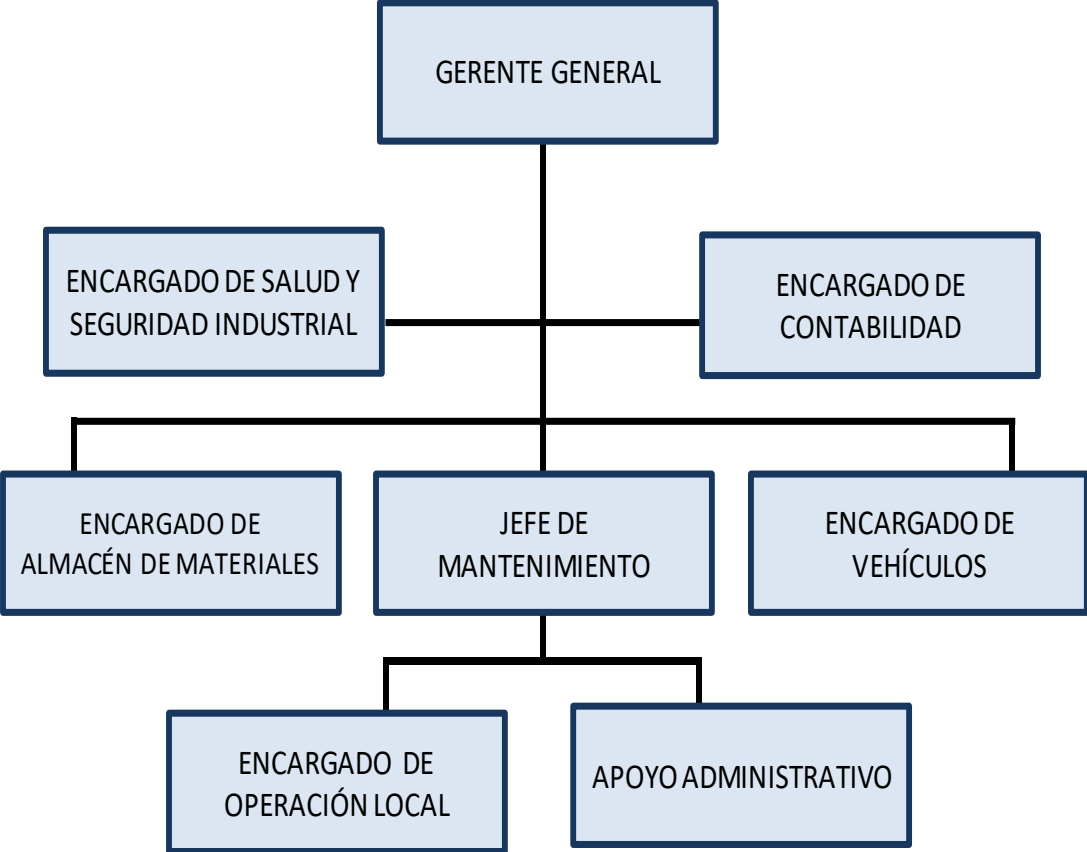 GERENTE GENERAL
ENCARGADO DE SALUD Y
SEGURIDAD INDUSTRIAL
ENCARGADO DE
CONTABILIDAD
ENCARGADO DE
ALMACÉN DE MATERIALES
JEFE DE
MANTENIMIENTO
ENCARGADO DE
VEHÍCULOS
ENCARGADO DE
OPERACIÓN LOCAL
APOYO ADMINISTRATIVO